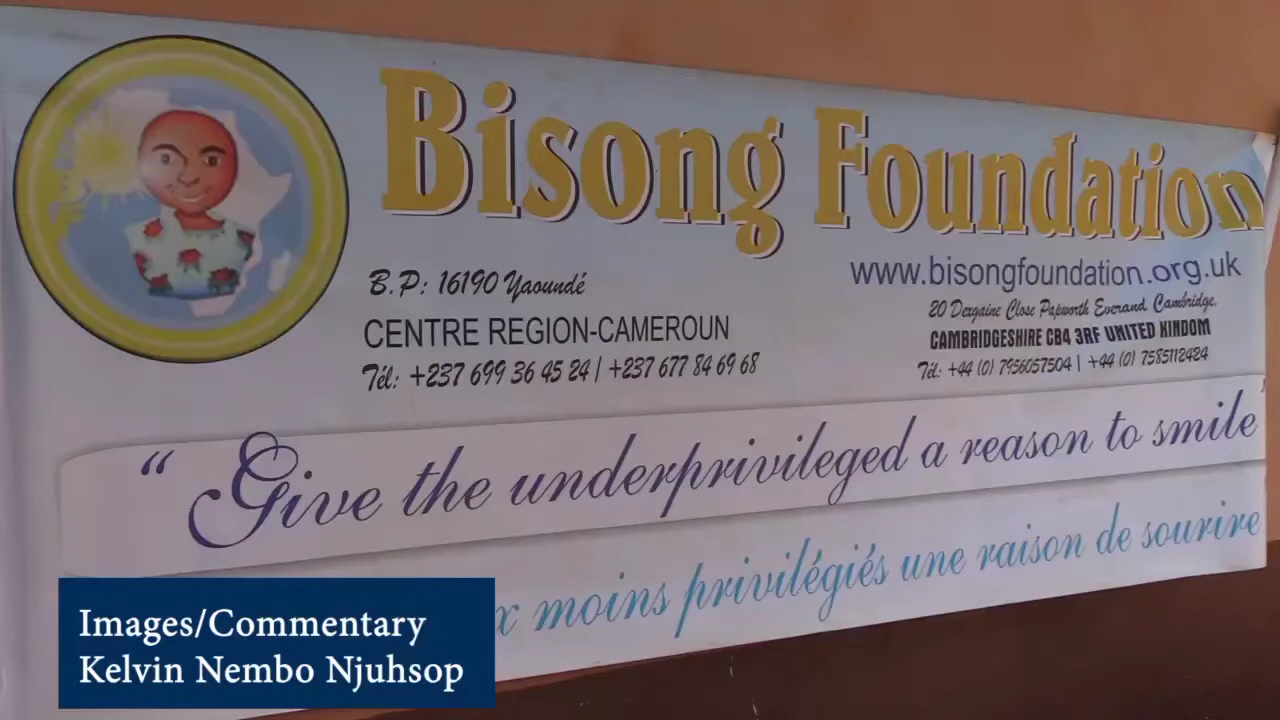 Bisong Foundation
B.P: 16190 Yaoundé
CENTRE REGION-CAMEROUN
Tél: +237 699 36 45 24 | +237 677 84 69 68
www.bisongfoundation.org.uk
20 Dergaine Close Papworth Everand, Cambridge.
CAMBRIDGESHIRE CB4 3RF UNITED KINDOM
Tél: +44 (0) 7956057504 | +44 (0) 7585112424
“ Give the underprivileged a reason to smile ”
moins privilégiés une raison de sourire
Images/Commentary
Kelvin Nembo Njuhsop